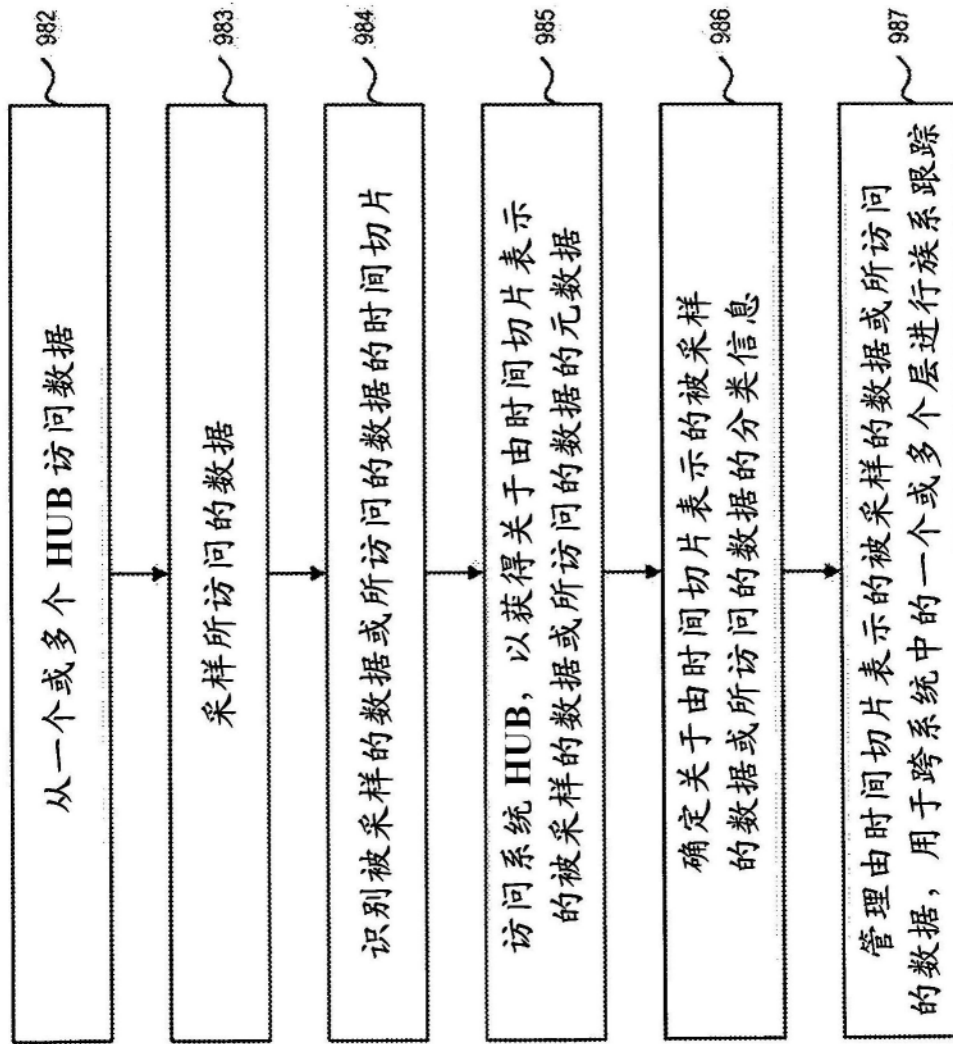 982
从一个或多个 HUB 访问数据
983
采样所访问的数据
984
识别被采样的数据或所访问的数据的时间切片
985
访问系统 HUB，以获得关于由时间切片表示
的被采样的数据或所访问的数据的元数据
986
确定关于由时间切片表示的被采样
的数据或所访问的数据的分类信息
987
管理由时间切片表示的被采样的数据或所访问
的数据，用于跨系统中的一个或多个层进行族系跟踪